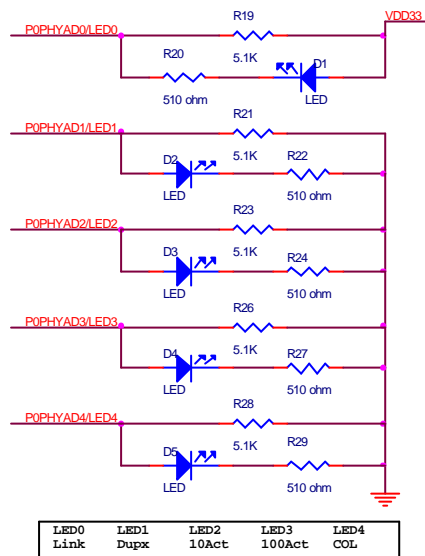 R19
VDD33
P0PHYAD0/LED0
R20
5.1K
D1
510 ohm
LED
R21
P0PHYAD1/LED1
D2
5.1K
R22
LED
510 ohm
R23
P0PHYAD2/LED2
D3
5.1K
R24
LED
510 ohm
R26
P0PHYAD3/LED3
D4
5.1K
R27
LED
510 ohm
R28
P0PHYAD4/LED4
D5
5.1K
R29
LED
510 ohm
LED0 LED1 LED2 LED3 LED4
Link Dupx 10Act 100Act COL